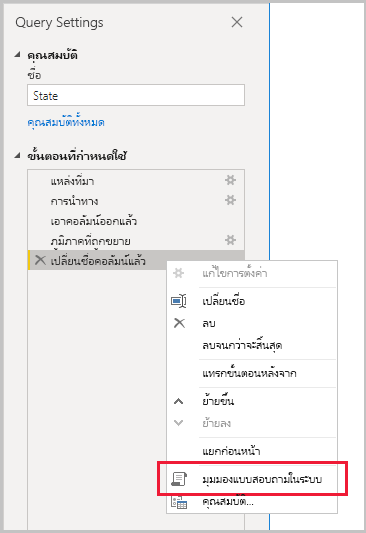 Query Settings
คุณสมบัติ
ชื่อ
State
คุณสมบัติทั้งหมด
ขั้นตอนที่กำหนดใช้
แหล่งที่มา
การนำทาง
เอาคอลัมน์ออกแล้ว
ภูมิภาคที่ถูกขยาย
เปลี่ยนชื่อคอลัมน์แล้ว
แก้ไขการตั้งค่า
เปลี่ยนชื่อ
ลบ
ลบจนกว่าจะสิ้นสุด
แทรกขั้นตอนหลังจาก
ย้ายขึ้น
ย้ายลง
แยกก่อนหน้า
มุมมองแบบสอบถามในระบบ
คุณสมบัติ...